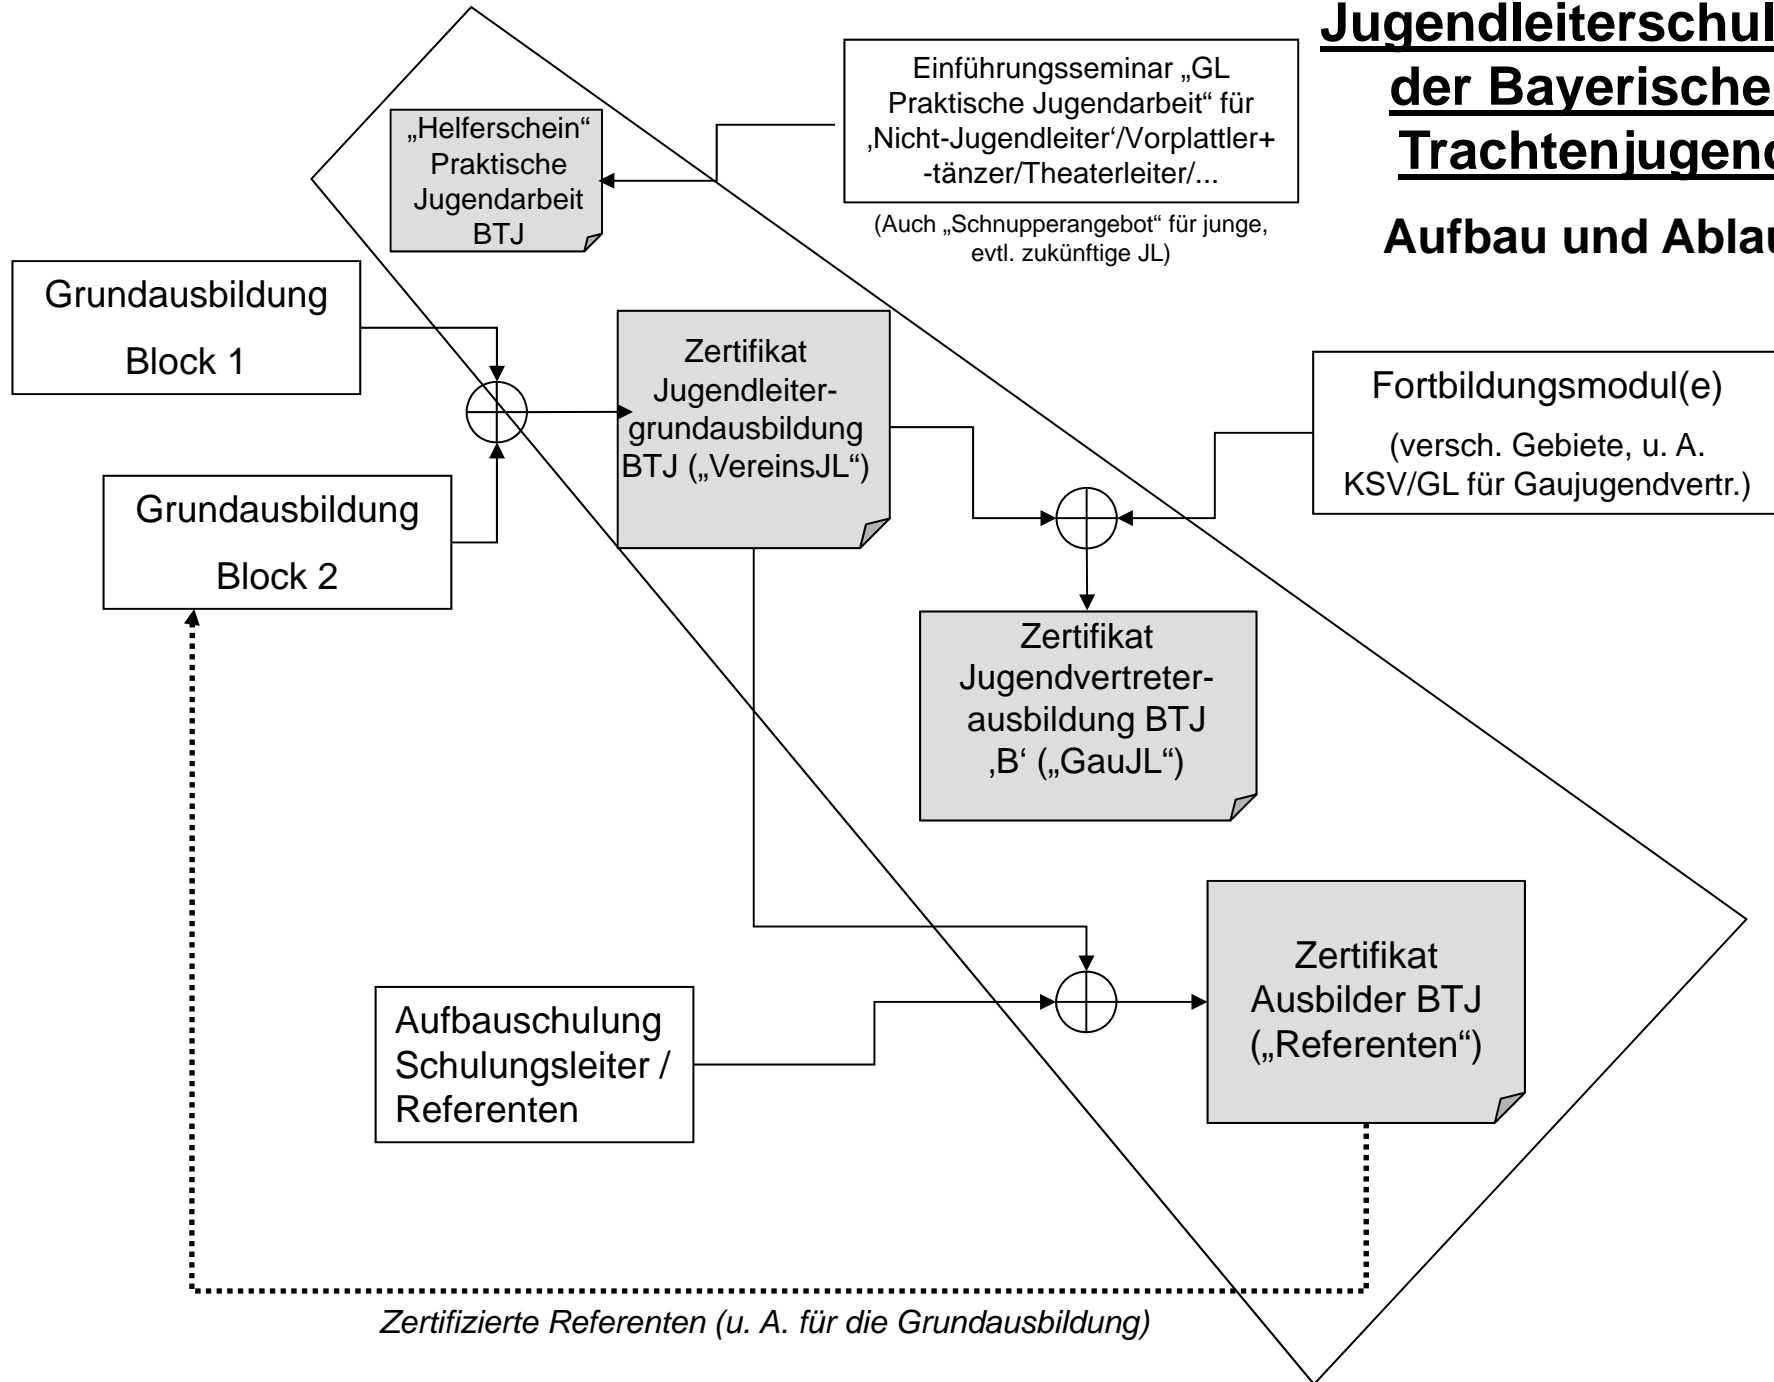 Jugendleiterschul
der Bayerische
Trachtenjugend
Aufbau und Ablau
Einführungsseminar „GL
Praktische Jugendarbeit“ für
‚Nicht-Jugendleiter‘/Vorplattler+
-tänzer/Theaterleiter/...
(Auch „Schnupperangebot“ für junge,
evtl. zukünftige JL)
„Helferschein“
Praktische
Jugendarbeit
BTJ
Grundausbildung
Block 1
Zertifikat
Jugendleiter-
grundausbildung
BTJ („VereinsJL“)
Fortbildungsmodul(e)
(versch. Gebiete, u. A.
KSV/GL für Gaujugendvertr.)
Grundausbildung
Block 2
Zertifikat
Jugendvertreter-
ausbildung BTJ
‚B‘ („GauJL“)
Aufbauschulung
Schulungsleiter /
Referenten
Zertifikat
Ausbilder BTJ
(„Referenten“)
Zertifizierte Referenten (u. A. für die Grundausbildung)